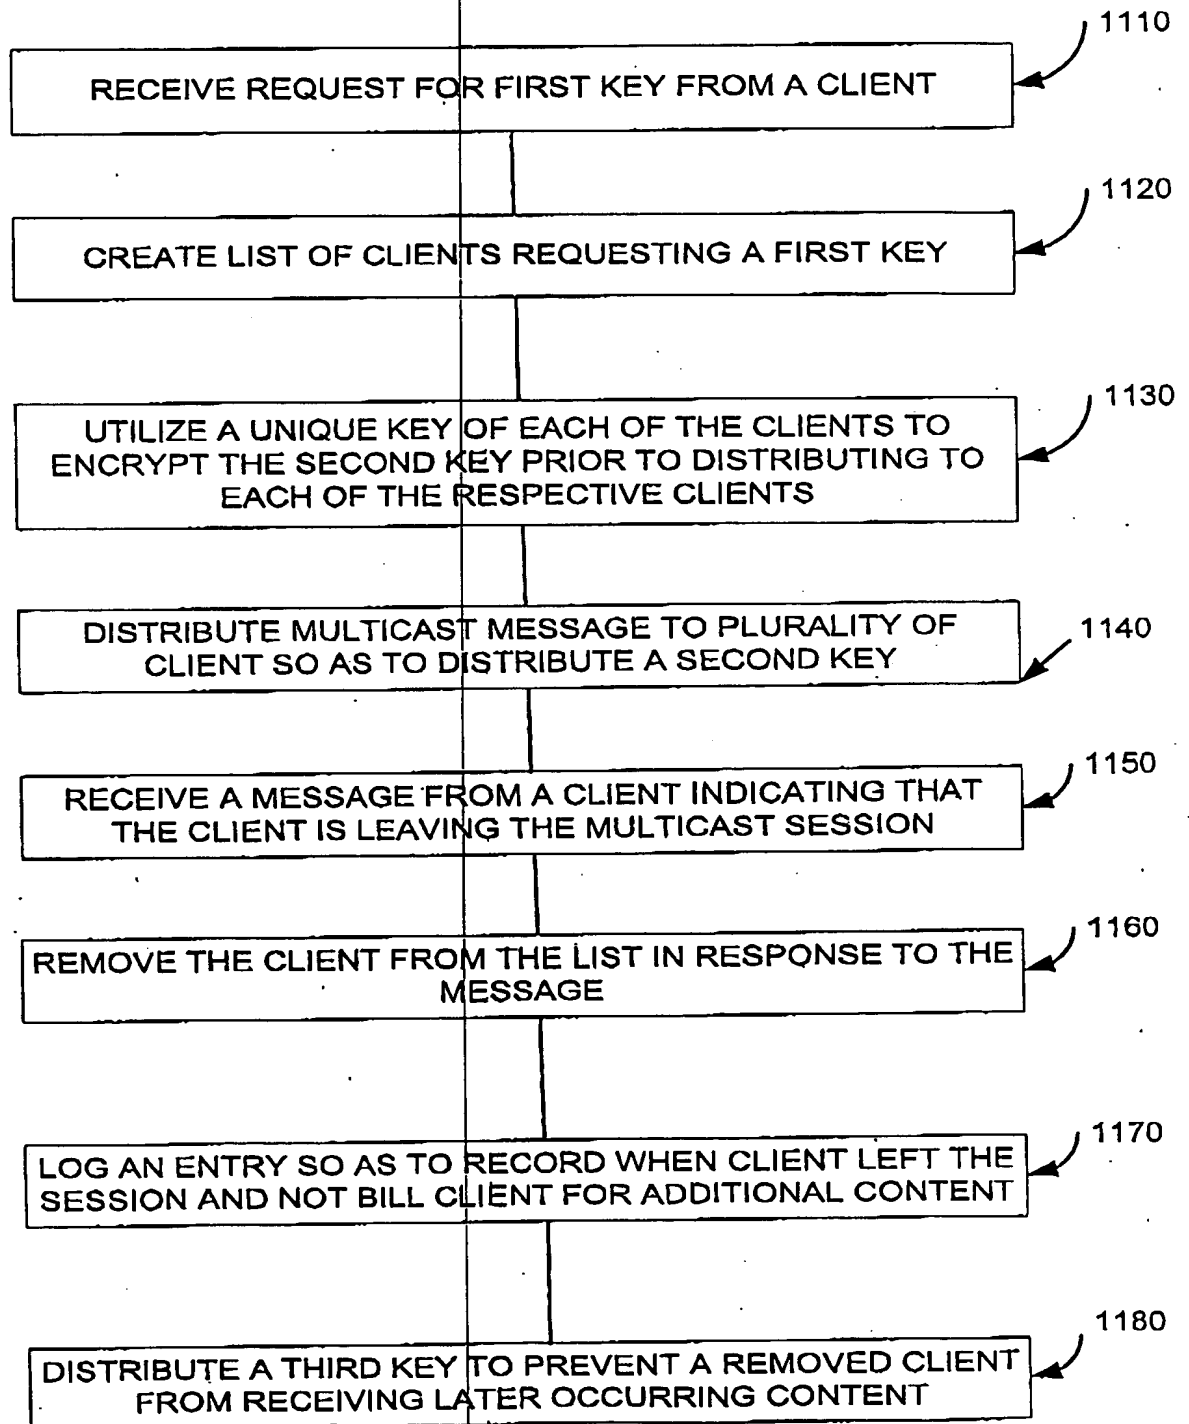 1110
RECEIVE REQUEST FOR FIRST KEY FROM A CLIENT
1120
CREATE LIST OF CLIENTS REQUESTING A FIRST KEY
1130
UTILIZE A UNIQUE KEY OF EACH OF THE CLIENTS TO
ENCRYPT THE SECOND KEY PRIOR TO DISTRIBUTING TO
EACH OF THE RESPECTIVE CLIENTS
1140
DISTRIBUTE MULTICAST MESSAGE TO PLURALITY OF
CLIENT SO AS TO DISTRIBUTE A SECOND KEY
1150
RECEIVE A MESSAGE FROM A CLIENT INDICATING THAT
THE CLIENT IS LEAVING THE MULTICAST SESSION
1160
REMOVE THE CLIENT FROM THE LIST IN RESPONSE TO THE
MESSAGE
1170
LOG AN ENTRY SO AS TO RECORD WHEN CLIENT LEFT THE
SESSION AND NOT BILL CLIENT FOR ADDITIONAL CONTENT
1180
DISTRIBUTE A THIRD KEY TO PREVENT A REMOVED CLIENT
FROM RECEIVING LATER OCCURRING CONTENT